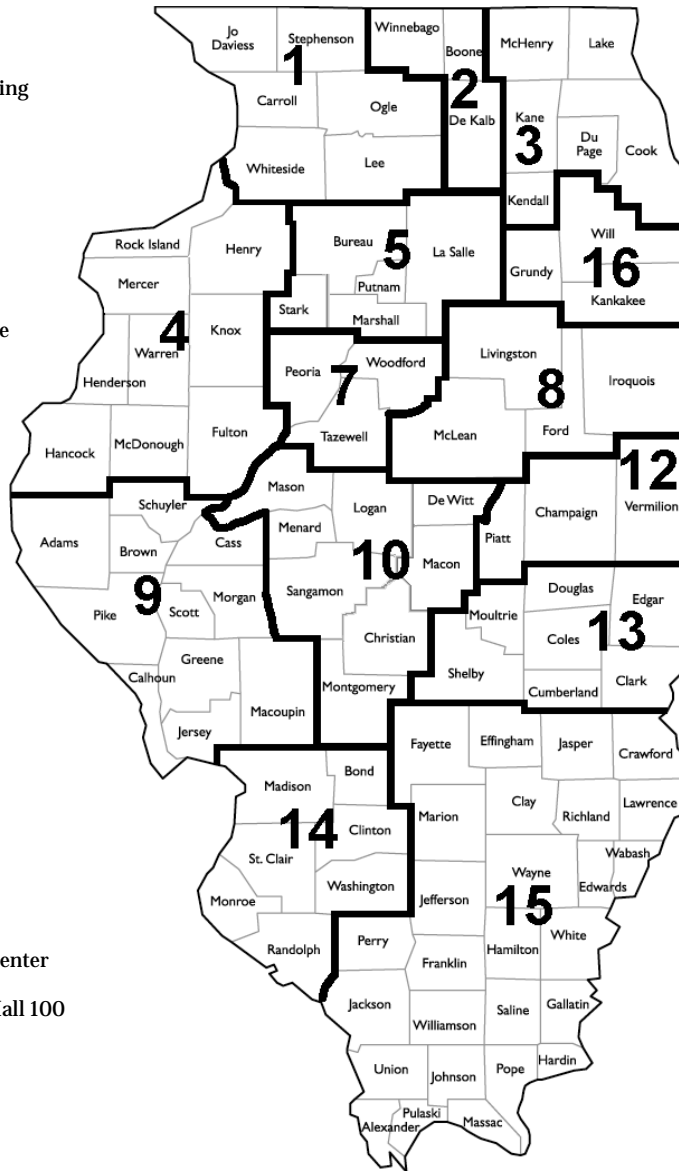 Jo
Daviess
Stephenson
Winnebago
Boone
McHenry
Lake
1
2
ing
Carroll
Ogle
De Kalb
Kane
3
Du
Page
Cook
Whiteside
Lee
Kendall
Rock Island
Henry
Bureau
5
La Salle
Will
Grundy
16
Mercer
Putnam
Kankakee
Stark
Marshall
4
Knox
e
Warren
Woodford
Livingston
Peoria
7
8
Iroquois
Henderson
Fulton
Tazewell
McLean
Ford
Hancock
McDonough
12
Mason
Schuyler
Logan
De Witt
Champaign
Vermilion
Adams
Menard
Piatt
Brown
Cass
10
Macon
9
Sangamon
Douglas
Edgar
Pike
Scott
Morgan
Moultrie
13
Christian
Coles
Greene
Shelby
Calhoun
Montgomery
Cumberland
Clark
Macoupin
Jersey
Fayette
Effingham
Jasper
Crawford
Bond
Madison
Clay
Lawrence
Marion
Richland
14
Clinton
St. Clair
Wabash
Wayne
Washington
Edwards
Monroe
Jefferson
15
White
Perry
Randolph
Hamilton
enter
Franklin
Jackson
Saline
Gallatin
Hall 100
Williamson
Hardin
Union
Johnson
Pope
Pulaski
Alexander
Massac